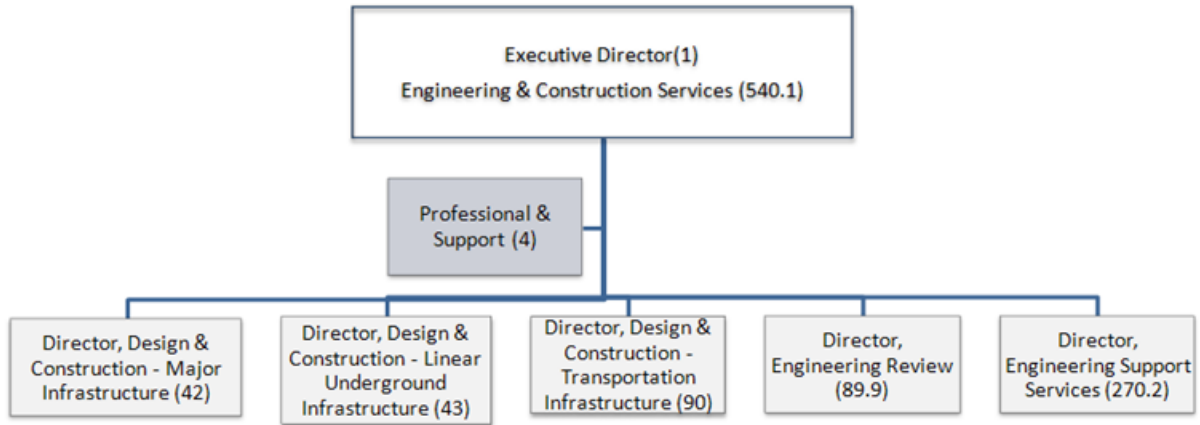 Executive Director(1)
Engineering & Construction Services (540.1)
Professional &
Support (4)
Director, Design &
Construction - Major
Infrastructure (42)
Director, Design &
Construction - Linear
Underground
Infrastructure (43)
Director, Design &
Construction -
Transportation
Infrastructure (90)
Director,
Engineering Review
(89.9)
Director,
Engineering Support
Services (270.2)